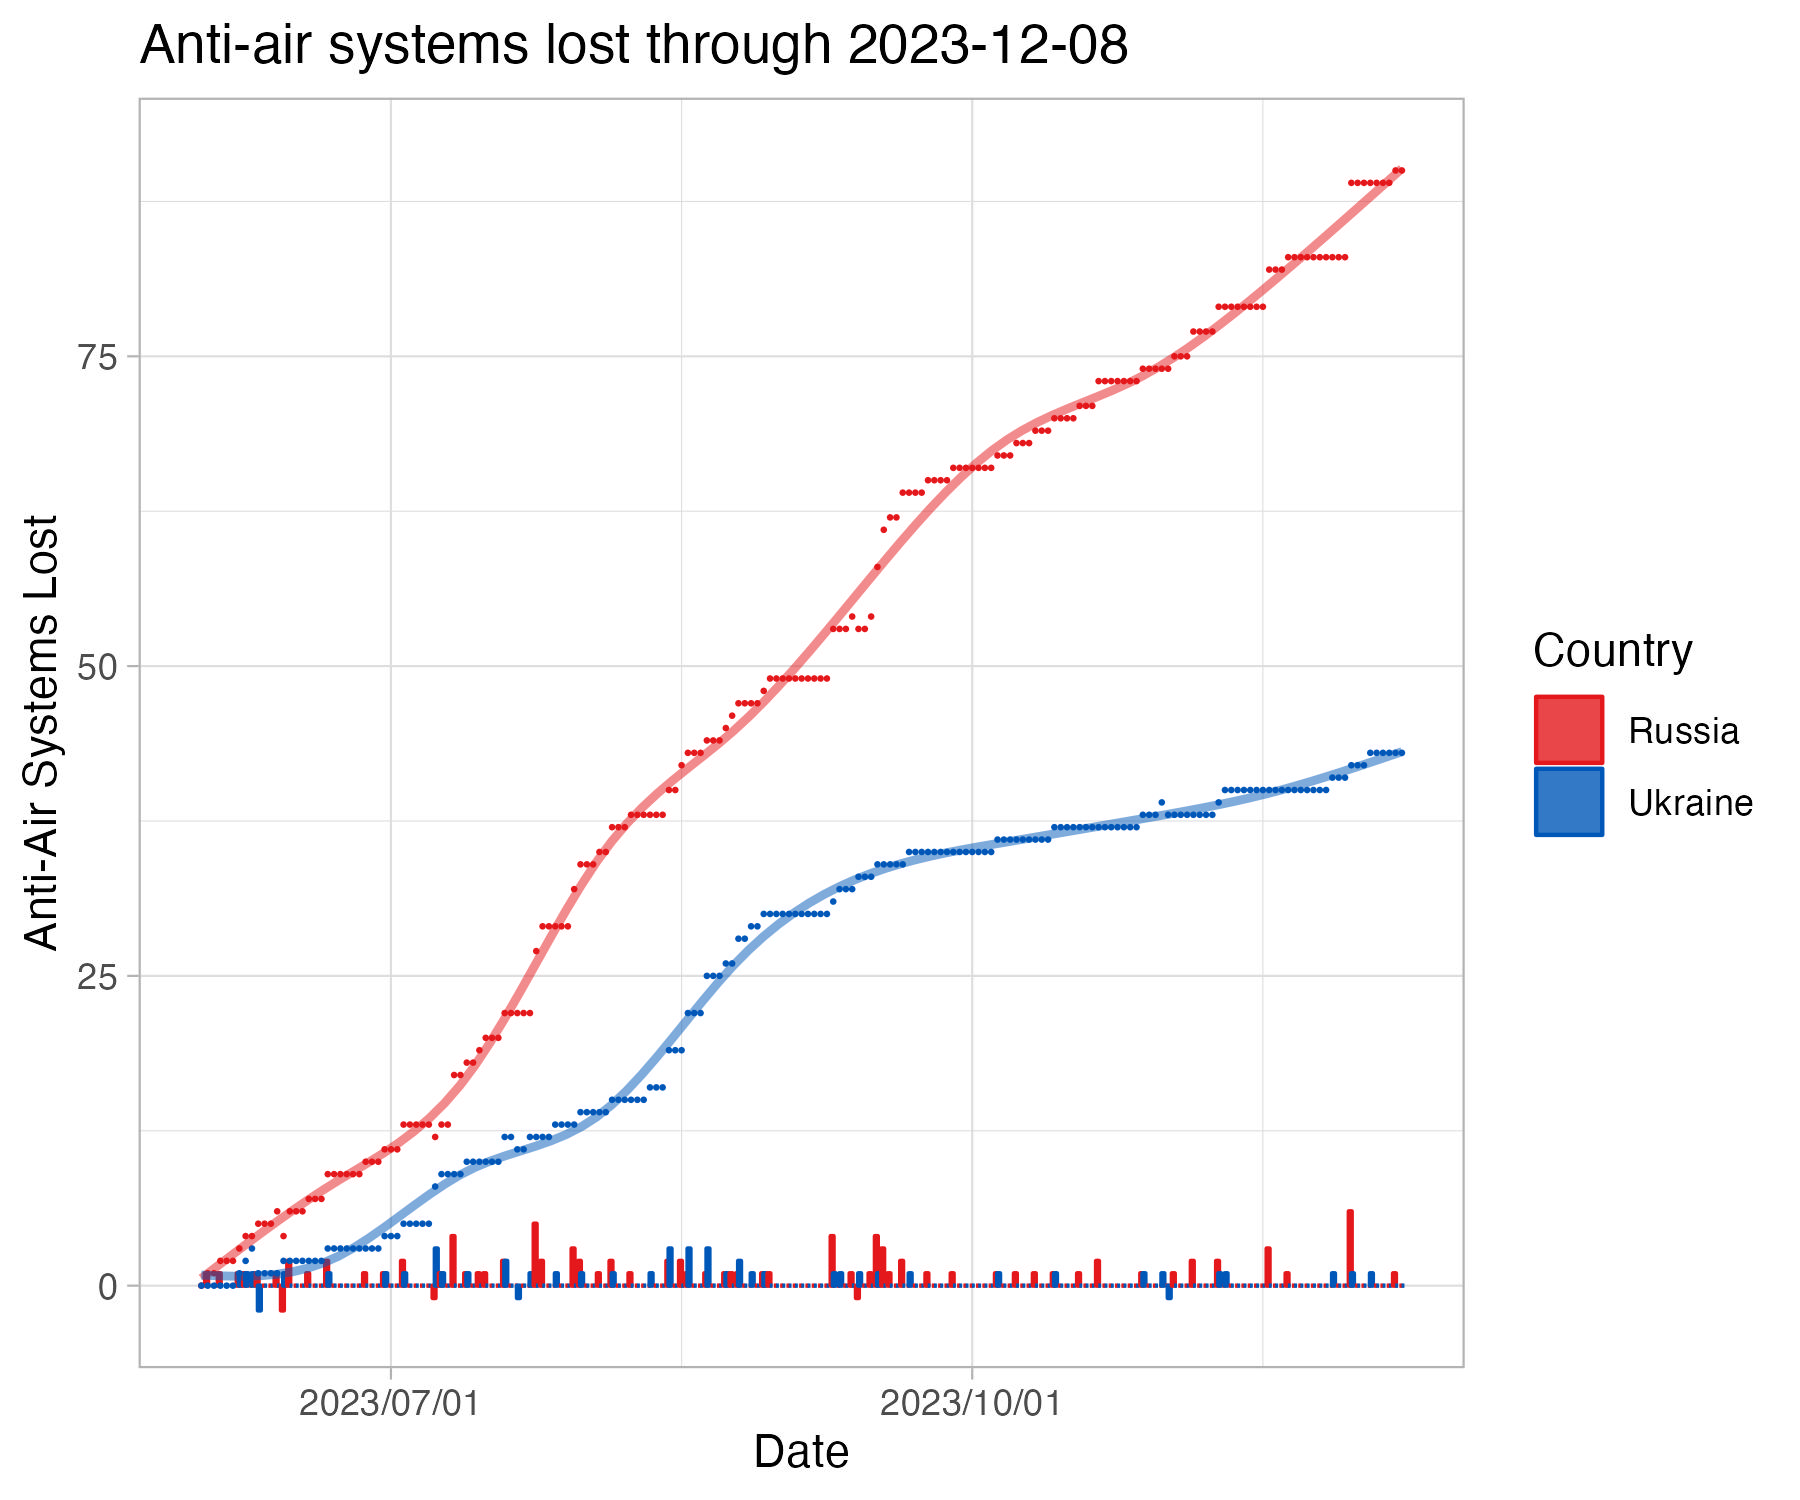 Anti-air systems lost through 2023-12-08
Anti-Air Systems Lost
75
50
25
0
2023/07/01
2023/10/01
Date
Country
Russia
Ukraine